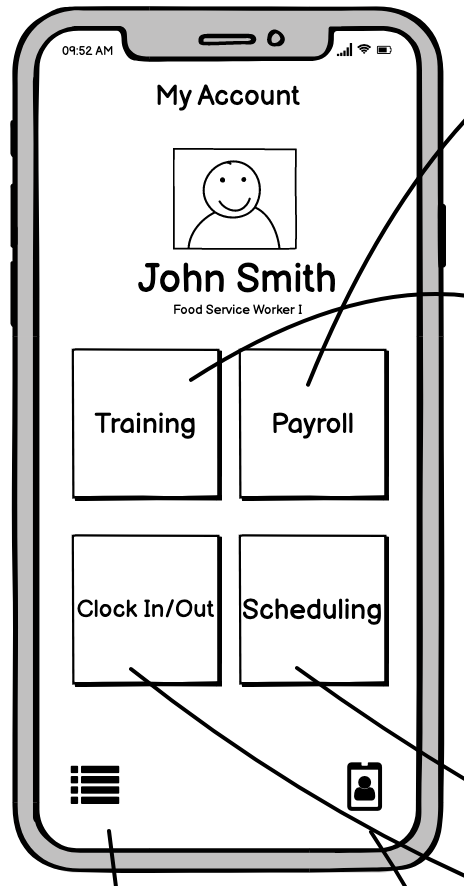 09:52 AM
My Account
John Smith
Food Service Worker I
Training
Payroll
Clock In/Out
Scheduling